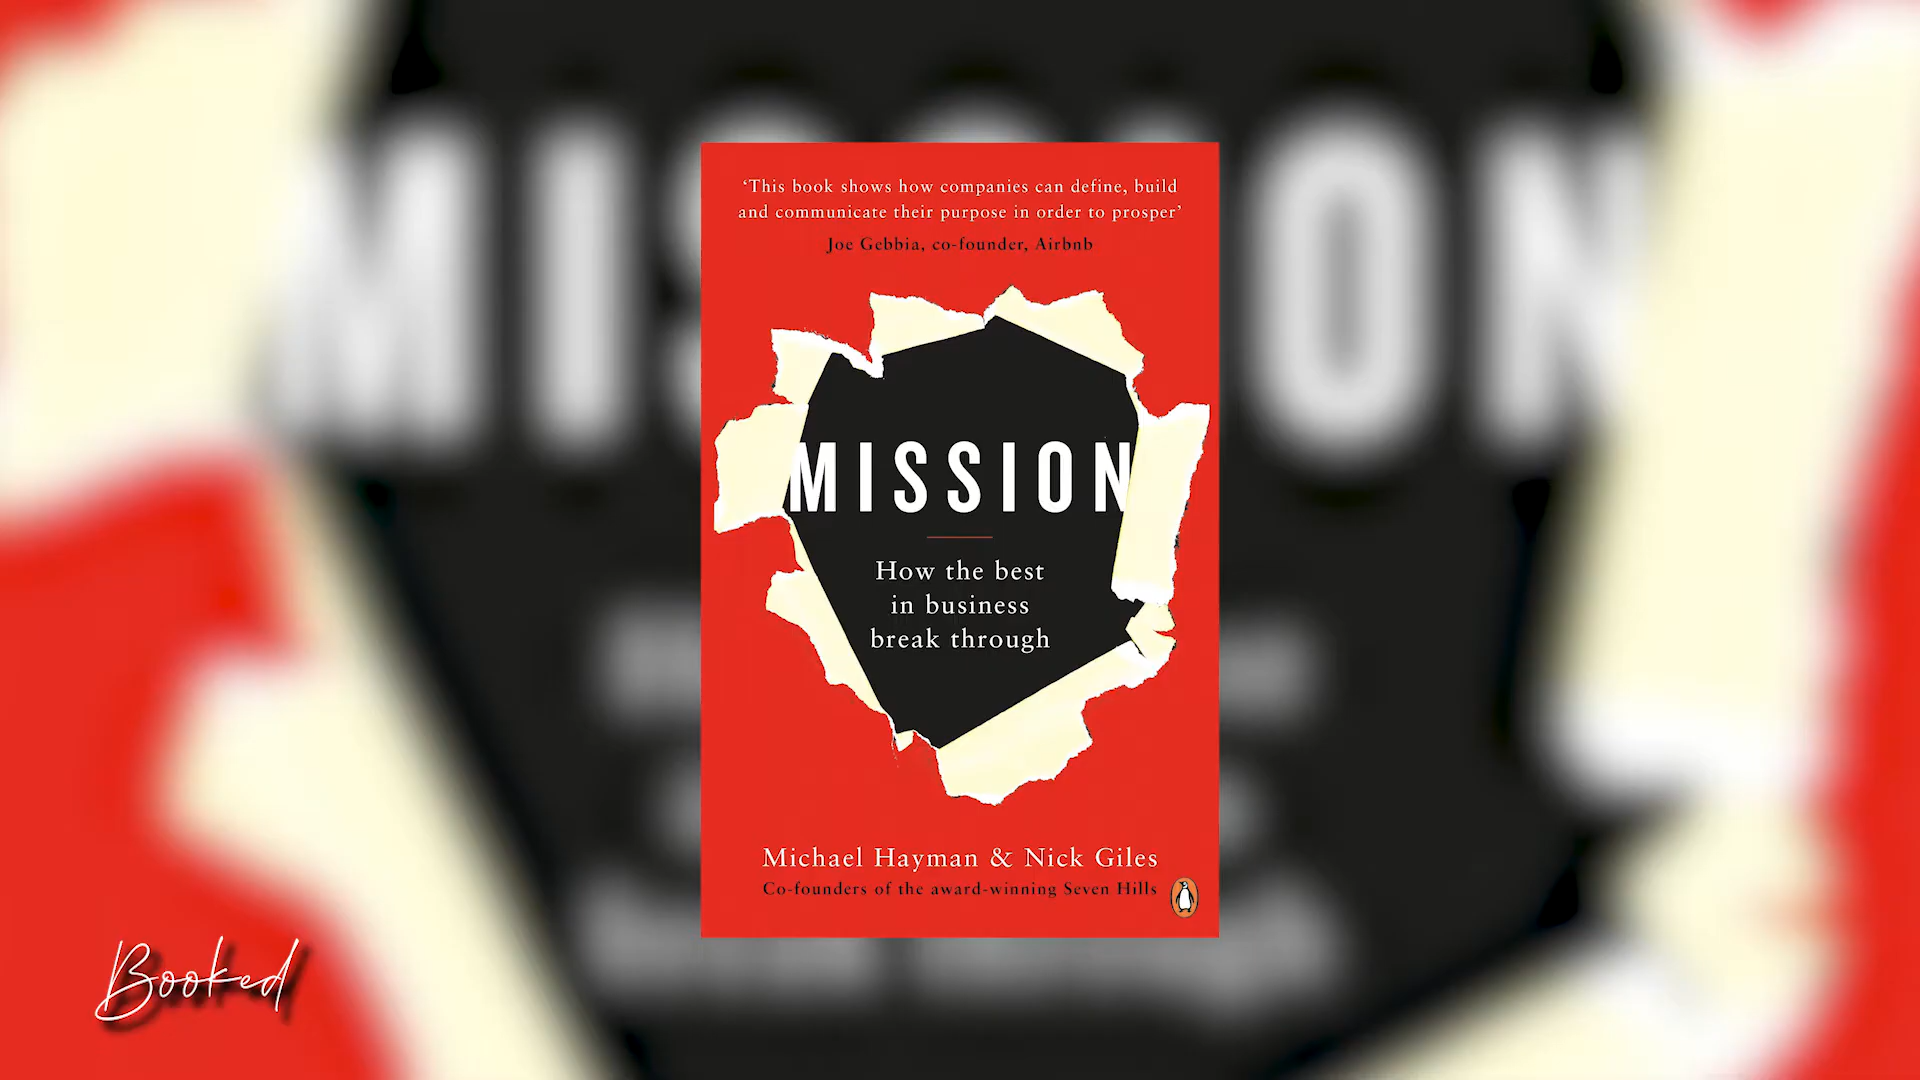 ‘This book shows how companies can define, build
and communicate their purpose in order to prosper’
Joe Gebbia, co-founder, Airbnb
MISSION
How the best
in business
break through
Michael Hayman & Nick Giles
Co-founders of the award-winning Seven Hills
Booked